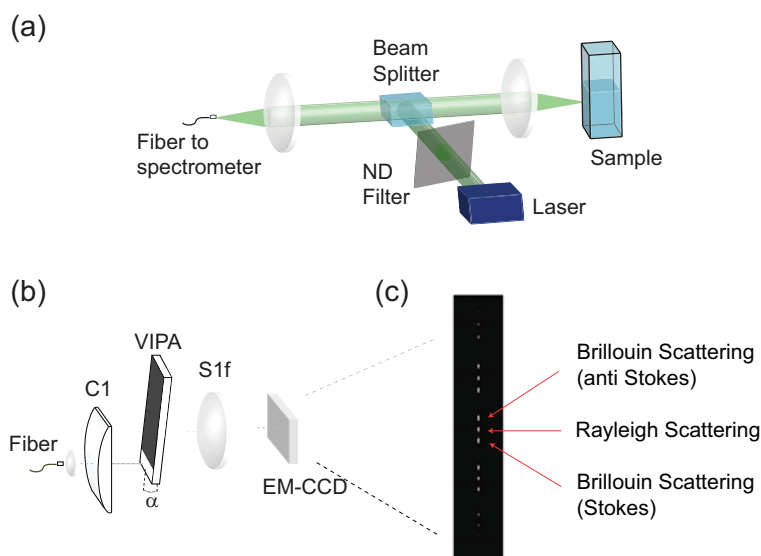 (a)
Beam
Splitter
Fiber to
spectrometer
ND
Filter
Sample
Laser
(b)
VIPA
C1
S1f
Fiber
α
EM-CCD
(c)
Brillouin Scattering
(anti Stokes)
Rayleigh Scattering
Brillouin Scattering
(Stokes)